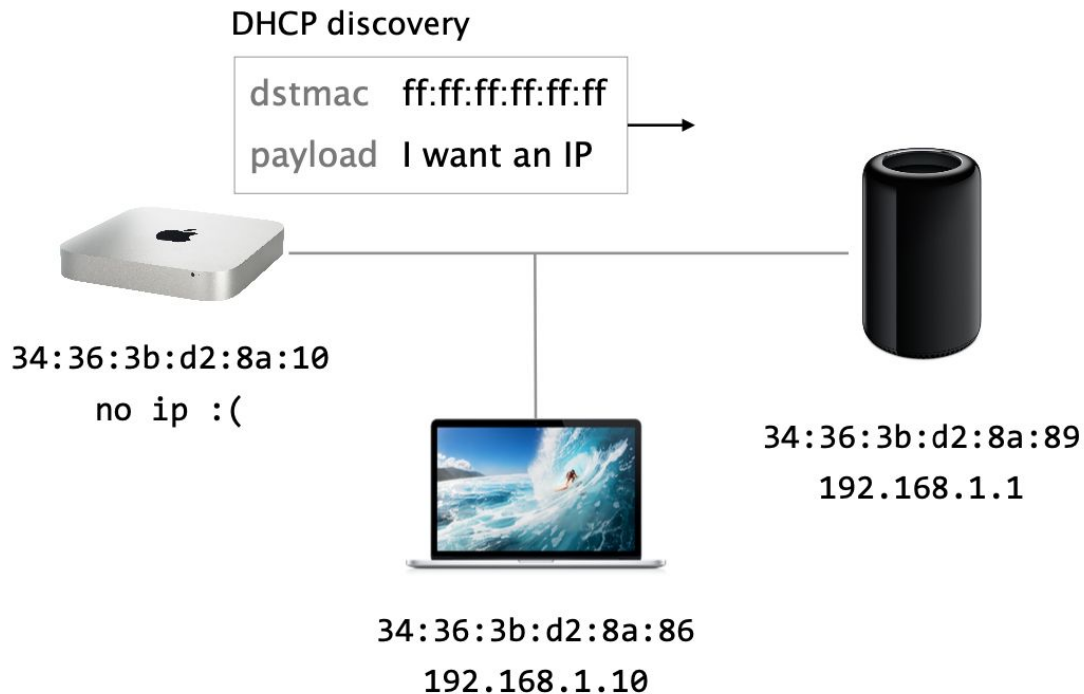 DHCP discovery
dstmac ff:ff:ff:ff:ff:ff
payload I want an IP
34:36:3b:d2:8a:10
no ip :(
34:36:3b:d2:8a:89
192.168.1.1
34:36:3b:d2:8a:86
192.168.1.10